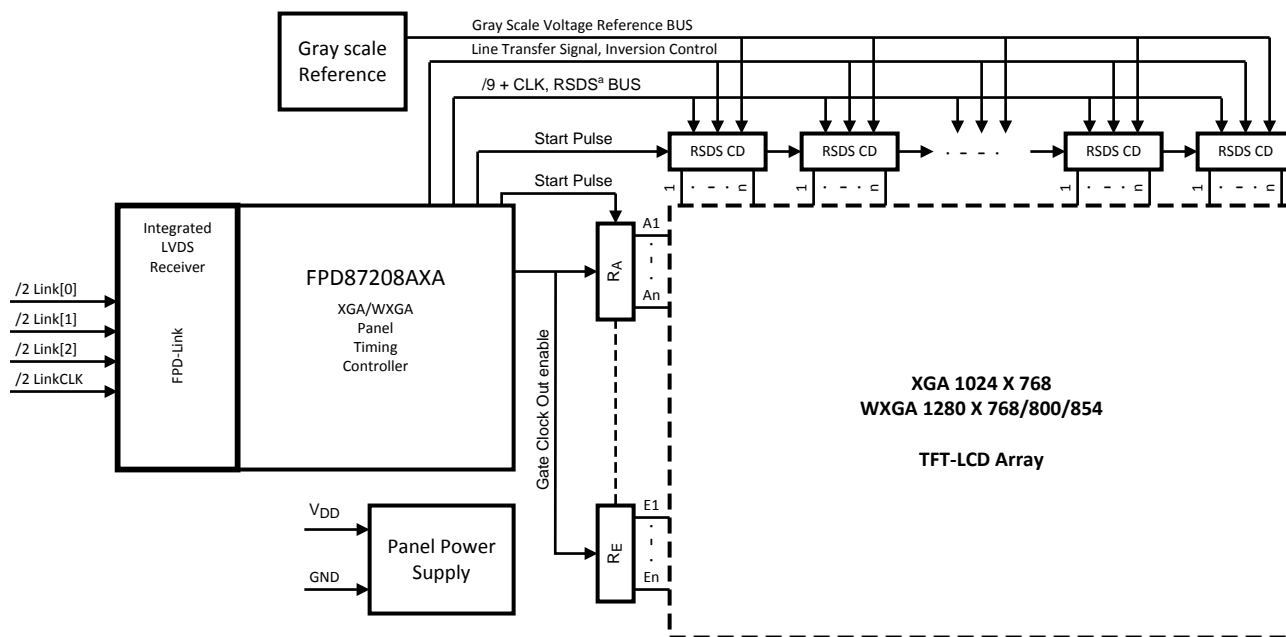 Gray scale
Reference
Gray Scale Voltage Reference BUS
Line Transfer Signal, Inversion Control
/9 + CLK, RSDSª BUS
Start Pulse
RSDS CD
RSDS CD
. - - .
RSDS CD
RSDS CD
1 . - . n
1 . - . n
1 . - . n
1 . - . n
Start Pulse
Integrated
LVDS
Receiver
FPD-Link
FPD87208AXA
XGA/WXGA
Panel
Timing
Controller
/2 Link[0]
/2 Link[1]
/2 Link[2]
/2 LinkCLK
Gate Clock Out enable
RA
A1
An
XGA 1024 X 768
WXGA 1280 X 768/800/854
TFT-LCD Array
VDD
GND
Panel Power
Supply
RE
E1
En